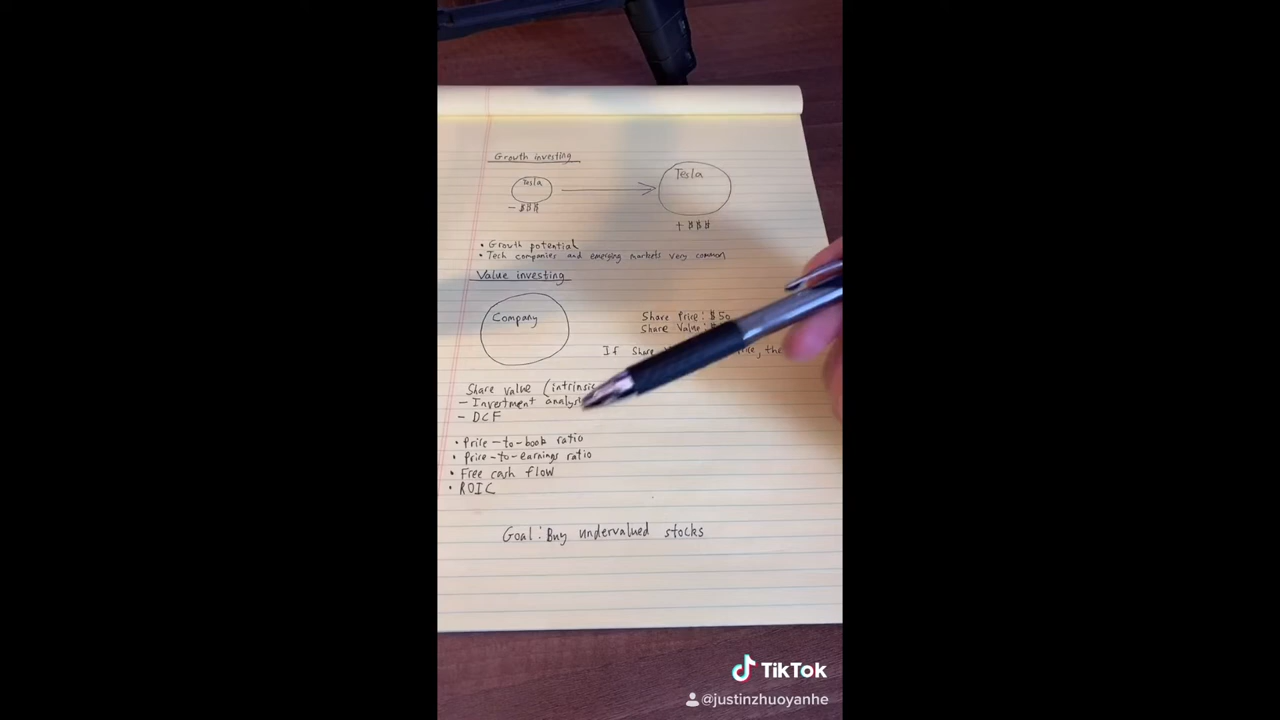 Growth investing
Tesla
Tesla
- $$$
+ $$$
• Growth potential
• Tech companies and emerging markets very common
Value investing
Company
Share Price: $50
Share Value: $
If Share
the
Share value (intrinsic
- Investment analysis
- DCF
• Price-to-book ratio
• Price-to-earnings ratio
• Free cash flow
• ROIC
Goal: Buy undervalued stocks
TikTok
@justinzhuoyanhe